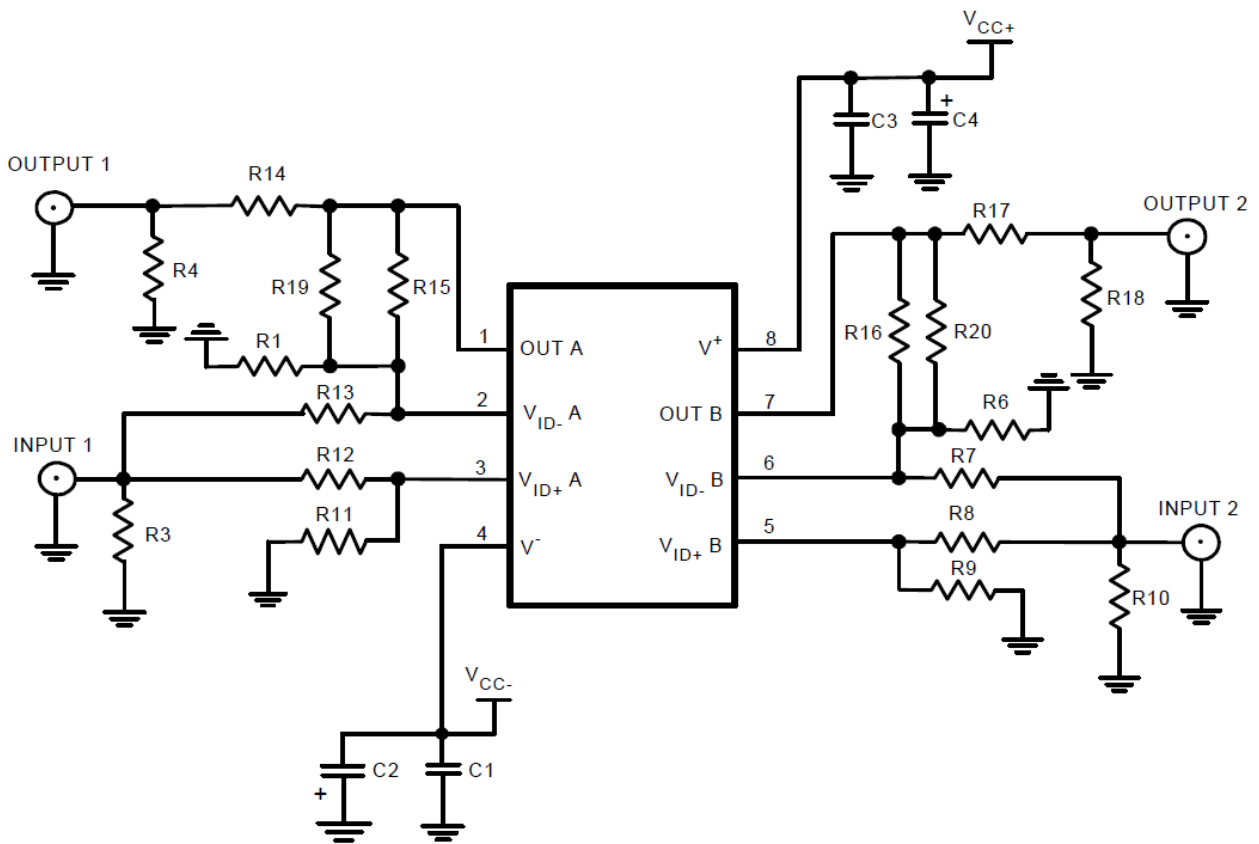 VCC+
C3
+
C4
OUTPUT 1
R14
R4
R19
R15
R1
R13
INPUT 1
R12
R11
R3
1
OUT A
2
VID- A
3
VID+ A
4
V-
V+
8
OUT B
7
VID- B
6
VID+ B
5
R17
OUTPUT 2
R18
R16
R20
R6
R7
R8
INPUT 2
R9
R10
VCC-
C2
+
C1